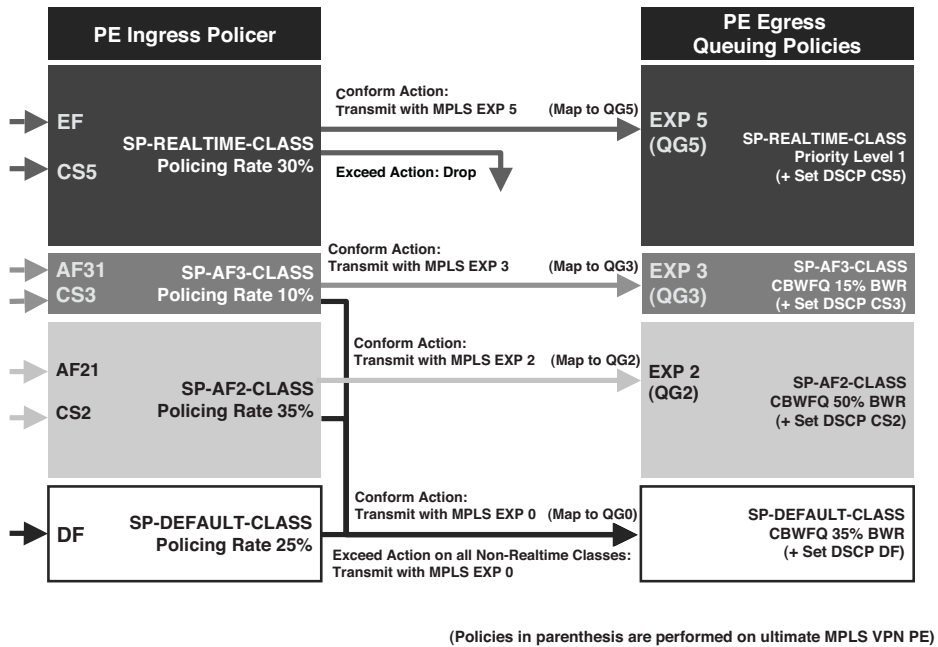 PE Ingress Policer
PE Egress
Queuing Policies
EF
CS5
SP-REALTIME-CLASS
Policing Rate 30%
Conform Action:
Transmit with MPLS EXP 5 (Map to QG5)
Exceed Action: Drop
EXP 5
(QG5)
SP-REALTIME-CLASS
Priority Level 1
(+ Set DSCP CS5)
AF31
CS3
SP-AF3-CLASS
Policing Rate 10%
Conform Action:
Transmit with MPLS EXP 3 (Map to QG3)
EXP 3
(QG3)
SP-AF3-CLASS
CBWFQ 15% BWR
(+ Set DSCP CS3)
AF21
CS2
SP-AF2-CLASS
Policing Rate 35%
Conform Action:
Transmit with MPLS EXP 2 (Map to QG2)
EXP 2
(QG2)
SP-AF2-CLASS
CBWFQ 50% BWR
(+ Set DSCP CS2)
DF
SP-DEFAULT-CLASS
Policing Rate 25%
Conform Action:
Transmit with MPLS EXP 0 (Map to QG0)
Exceed Action on all Non-Realtime Classes:
Transmit with MPLS EXP 0
SP-DEFAULT-CLASS
CBWFQ 35% BWR
(+ Set DSCP DF)
(Policies in parenthesis are performed on ultimate MPLS VPN PE)